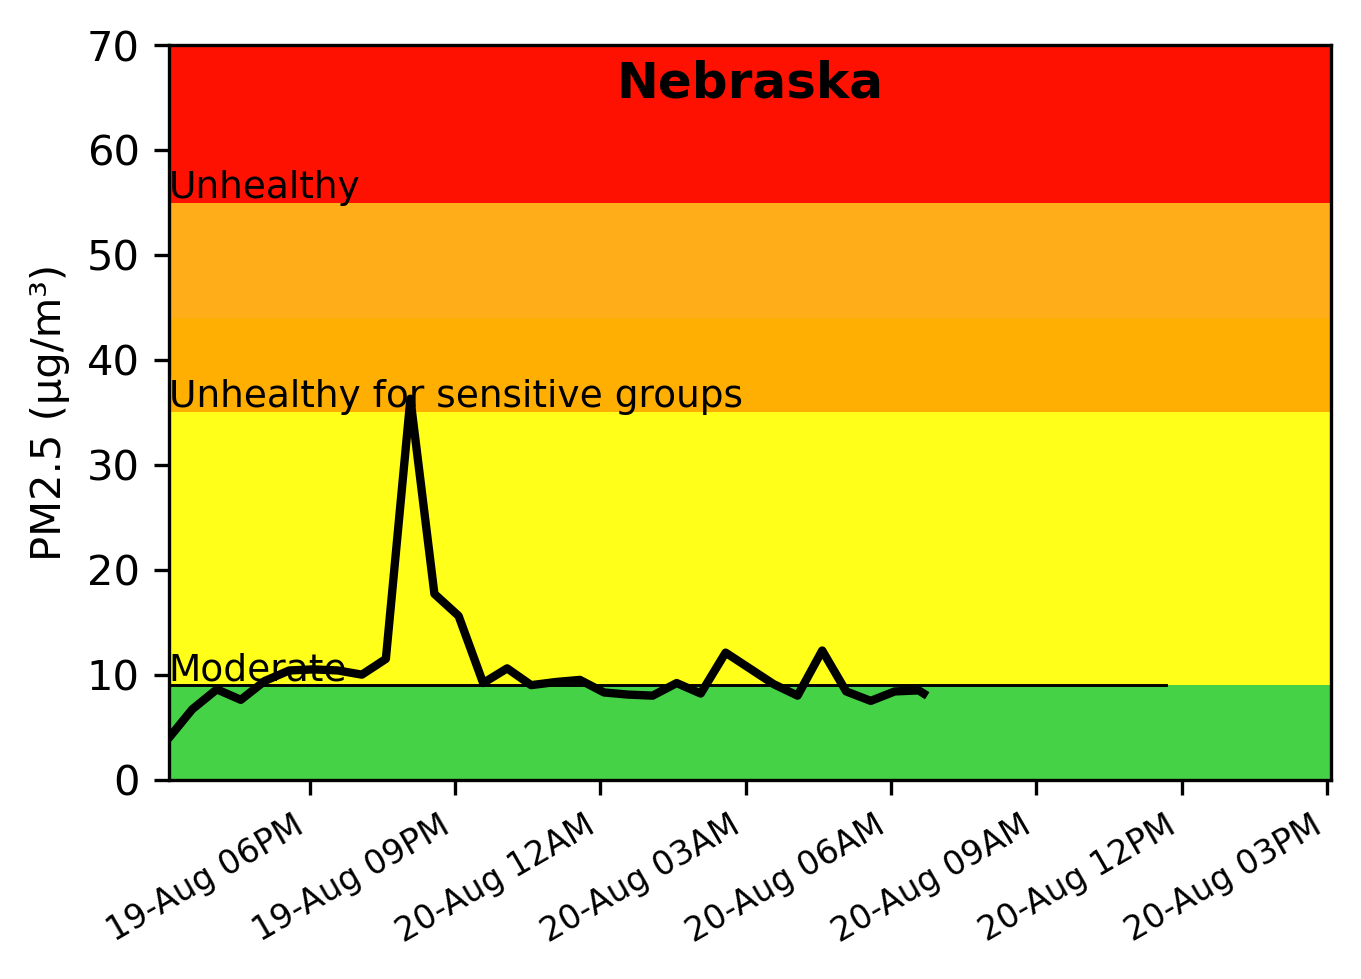 Nebraska
70
60
50
40
30
20
10
0
PM2.5 (μg/m³)
Unhealthy
Unhealthy for sensitive groups
Moderate
19-Aug 06PM
19-Aug 09PM
20-Aug 12AM
20-Aug 03AM
20-Aug 06AM
20-Aug 09AM
20-Aug 12PM
20-Aug 03PM